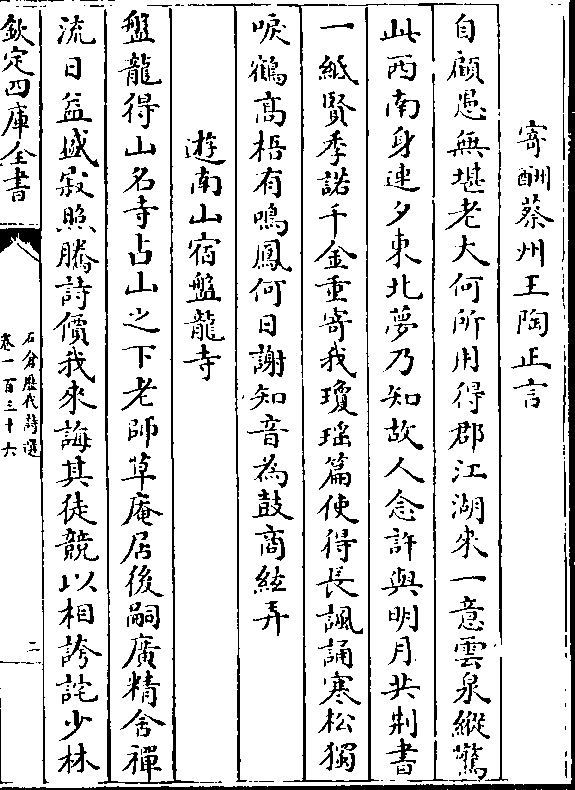 寄酬蔡州王陶正言
自顧愚無堪老大何所用得郡江湖來一意雲泉縱驚
此西南身連夕東北夢乃知故人念許與明月共荆書
一紙賢季諾千金重寄我瓊瑶篇使得長諷誦寒松獨
唳鶴高梧有鳴鳳何日謝知音為鼓商絃弄
遊南山宿盤龍寺
盤龍得山名寺占山之下老師草庵居後嗣廣精舍禪
流日益盛寂照騰詩價我來誨其徒競以相誇詫少林
欽定四庫全書
石倉歷代詩選
卷一百三十六
二